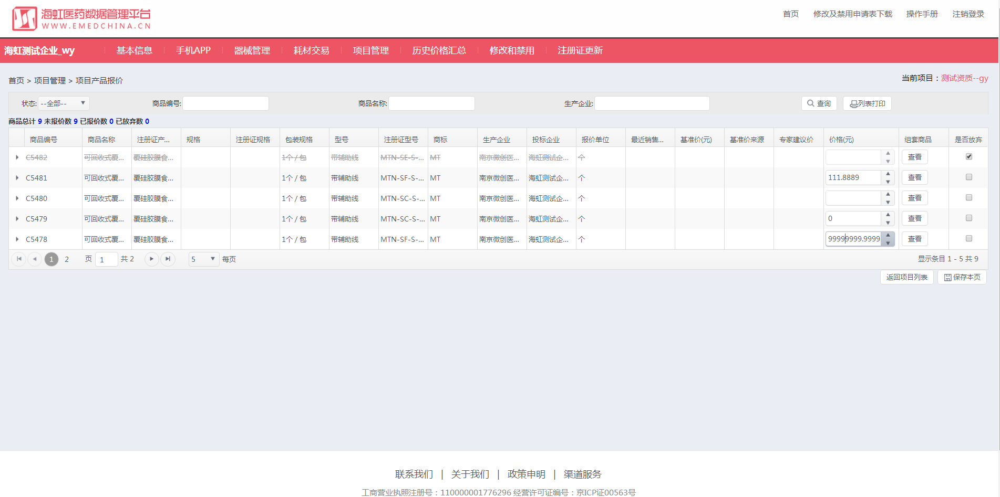 海虹医药数据管理平台
WWW.EMEDCHINA.CN
首页 修改及禁用申请表下载 操作手册 注销登录
海虹测试企业_wy 基本信息 手机APP 器械管理 耗材交易 项目管理 历史价格汇总 修改和禁用 注册证更新
首页 > 项目管理 > 项目产品报价
当前项目：测试资质--gy
状态: --全部-- 商品编号: 商品名称: 生产企业: 查询 列表打印
商品总计 9 未报价数 9 已报价数 0 已放弃数 0
商品编号 商品名称 注册证产... 规格 注册证规格 包装规格 型号 注册证型号 商标 生产企业 投标企业 报价单位 最近销售... 基准价(元) 基准价来源 专家建议价 价格(元) 组套商品 是否放弃
C5482 可回收式覆... 覆硅胶膜食... 1个 / 包 带辅助线 MTN-SE-S-... MT 南京微创医... 海虹测试企... 个 查看
C5481 可回收式覆... 覆硅胶膜食... 1个 / 包 带辅助线 MTN-SF-S-... MT 南京微创医... 海虹测试企... 个 111.8889 查看
C5480 可回收式覆... 覆硅胶膜食... 1个 / 包 带辅助线 MTN-SC-S-... MT 南京微创医... 海虹测试企... 个 查看
C5479 可回收式覆... 覆硅胶膜食... 1个 / 包 带辅助线 MTN-SC-S-... MT 南京微创医... 海虹测试企... 个 0 查看
C5478 可回收式覆... 覆硅胶膜食... 1个 / 包 带辅助线 MTN-SF-S-... MT 南京微创医... 海虹测试企... 个 99999999.9999 查看
1 2 页 1 共 2 5 每页 显示条目 1 - 5 共 9
返回项目列表 保存本页
联系我们 | 关于我们 | 政策申明 | 渠道服务
工商营业执照注册号：110000001776296 经营许可证编号：京ICP证00563号